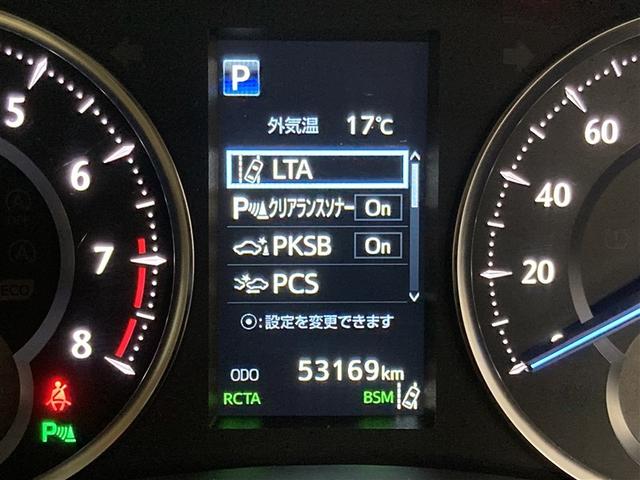 P
外気温 17℃
LTA
P クリアランスソナー On
PKSB On
PCS
:設定を変更できます
ODO 53169km
RCTA BSM
5
6
7
8
ECO
P
60
40
20